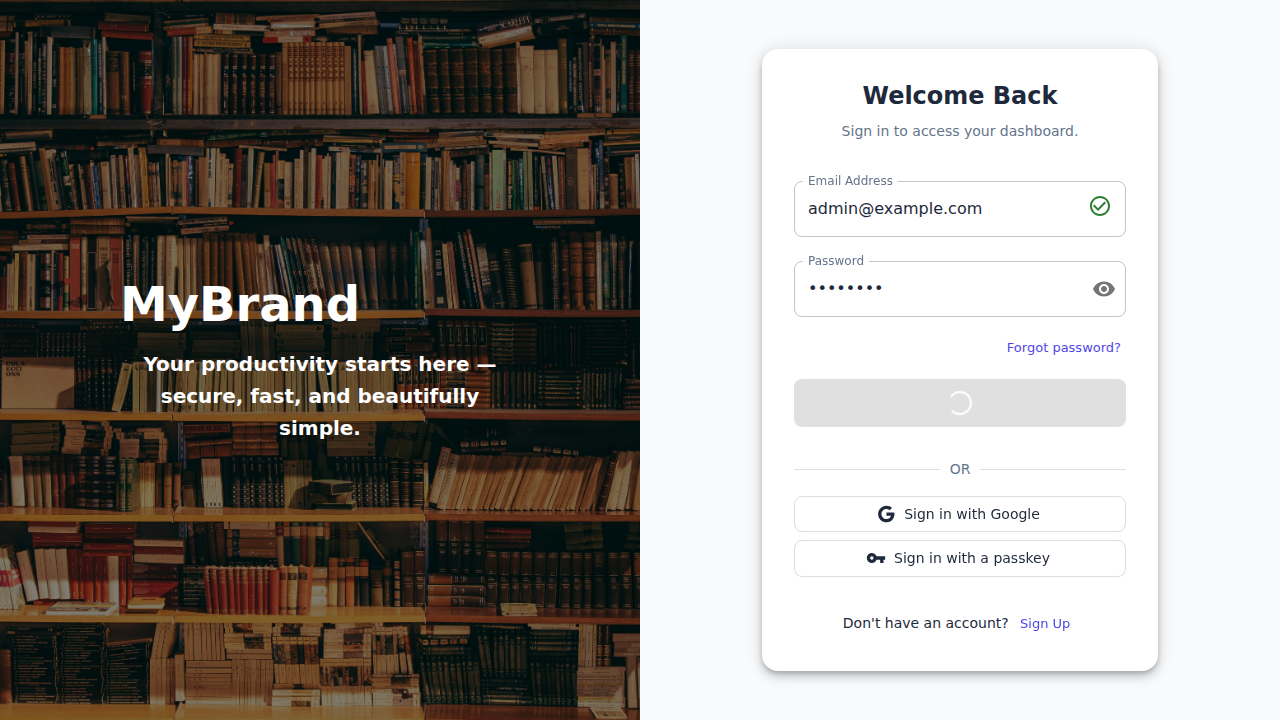 MyBrand
Your productivity starts here —
secure, fast, and beautifully
simple.
Welcome Back
Sign in to access your dashboard.
Email Address
admin@example.com
Password
••••••••
Forgot password?
OR
Sign in with Google
Sign in with a passkey
Don't have an account? Sign Up